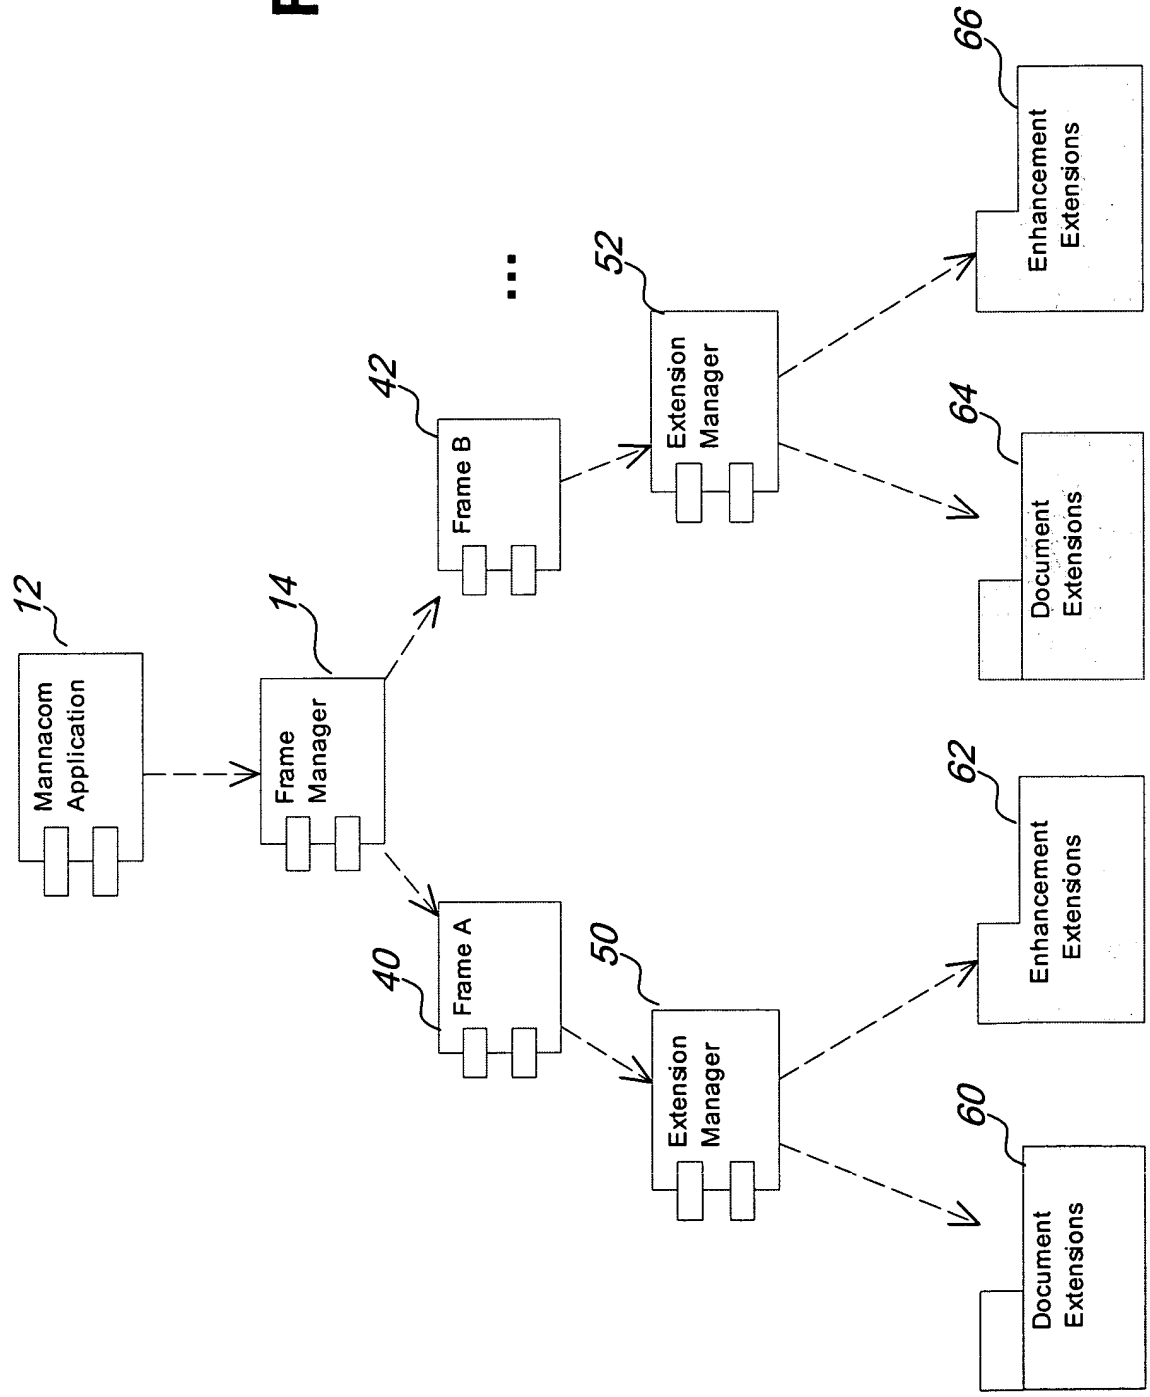 F
12
Mannacom
Application
14
Frame
Manager
40
Frame A
42
Frame B
...
50
Extension
Manager
52
Extension
Manager
60
Document
Extensions
62
Enhancement
Extensions
64
Document
Extensions
66
Enhancement
Extensions